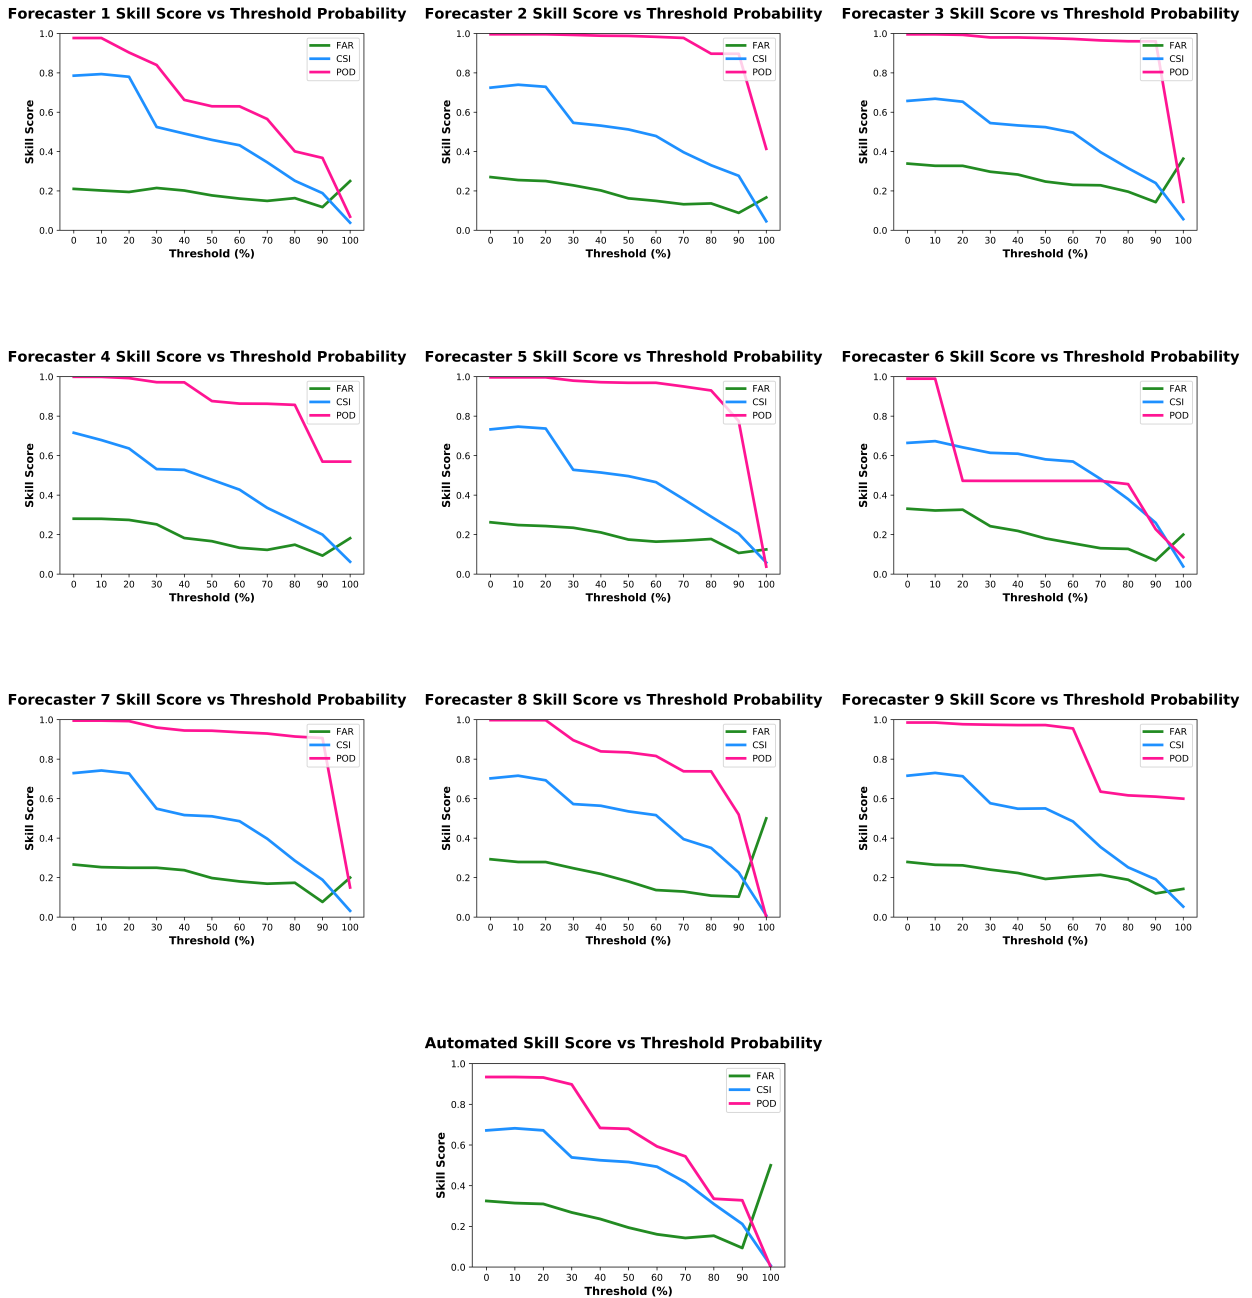 Forecaster 1 Skill Score vs Threshold Probability
1.0
0.8
0.6
0.4
0.2
0.0
Skill Score
FAR
CSI
POD
0 10 20 30 40 50 60 70 80 90 100
Threshold (%)
Forecaster 2 Skill Score vs Threshold Probability
1.0
0.8
0.6
0.4
0.2
0.0
Skill Score
FAR
CSI
POD
0 10 20 30 40 50 60 70 80 90 100
Threshold (%)
Forecaster 3 Skill Score vs Threshold Probability
1.0
0.8
0.6
0.4
0.2
0.0
Skill Score
FAR
CSI
POD
0 10 20 30 40 50 60 70 80 90 100
Threshold (%)
Forecaster 4 Skill Score vs Threshold Probability
1.0
0.8
0.6
0.4
0.2
0.0
Skill Score
FAR
CSI
POD
0 10 20 30 40 50 60 70 80 90 100
Threshold (%)
Forecaster 5 Skill Score vs Threshold Probability
1.0
0.8
0.6
0.4
0.2
0.0
Skill Score
FAR
CSI
POD
0 10 20 30 40 50 60 70 80 90 100
Threshold (%)
Forecaster 6 Skill Score vs Threshold Probability
1.0
0.8
0.6
0.4
0.2
0.0
Skill Score
FAR
CSI
POD
0 10 20 30 40 50 60 70 80 90 100
Threshold (%)
Forecaster 7 Skill Score vs Threshold Probability
1.0
0.8
0.6
0.4
0.2
0.0
Skill Score
FAR
CSI
POD
0 10 20 30 40 50 60 70 80 90 100
Threshold (%)
Forecaster 8 Skill Score vs Threshold Probability
1.0
0.8
0.6
0.4
0.2
0.0
Skill Score
FAR
CSI
POD
0 10 20 30 40 50 60 70 80 90 100
Threshold (%)
Forecaster 9 Skill Score vs Threshold Probability
1.0
0.8
0.6
0.4
0.2
0.0
Skill Score
FAR
CSI
POD
0 10 20 30 40 50 60 70 80 90 100
Threshold (%)
Automated Skill Score vs Threshold Probability
1.0
0.8
0.6
0.4
0.2
0.0
Skill Score
FAR
CSI
POD
0 10 20 30 40 50 60 70 80 90 100
Threshold (%)